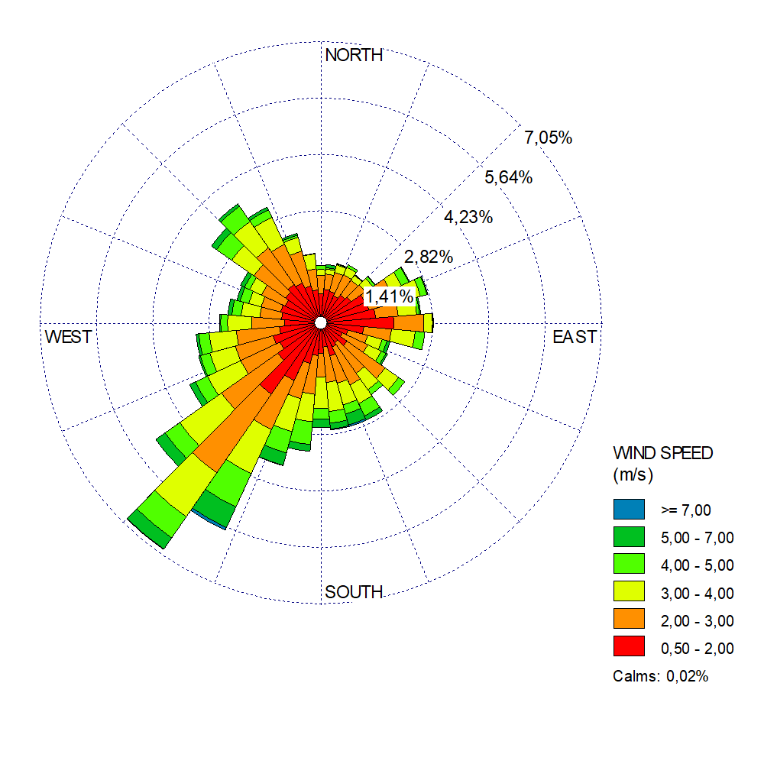 NORTH
7,05%
5,64%
4,23%
2,82%
1,41%
WEST
EAST
WIND SPEED
(m/s)
>= 7,00
5,00 - 7,00
4,00 - 5,00
3,00 - 4,00
2,00 - 3,00
0,50 - 2,00
Calms: 0,02%
SOUTH